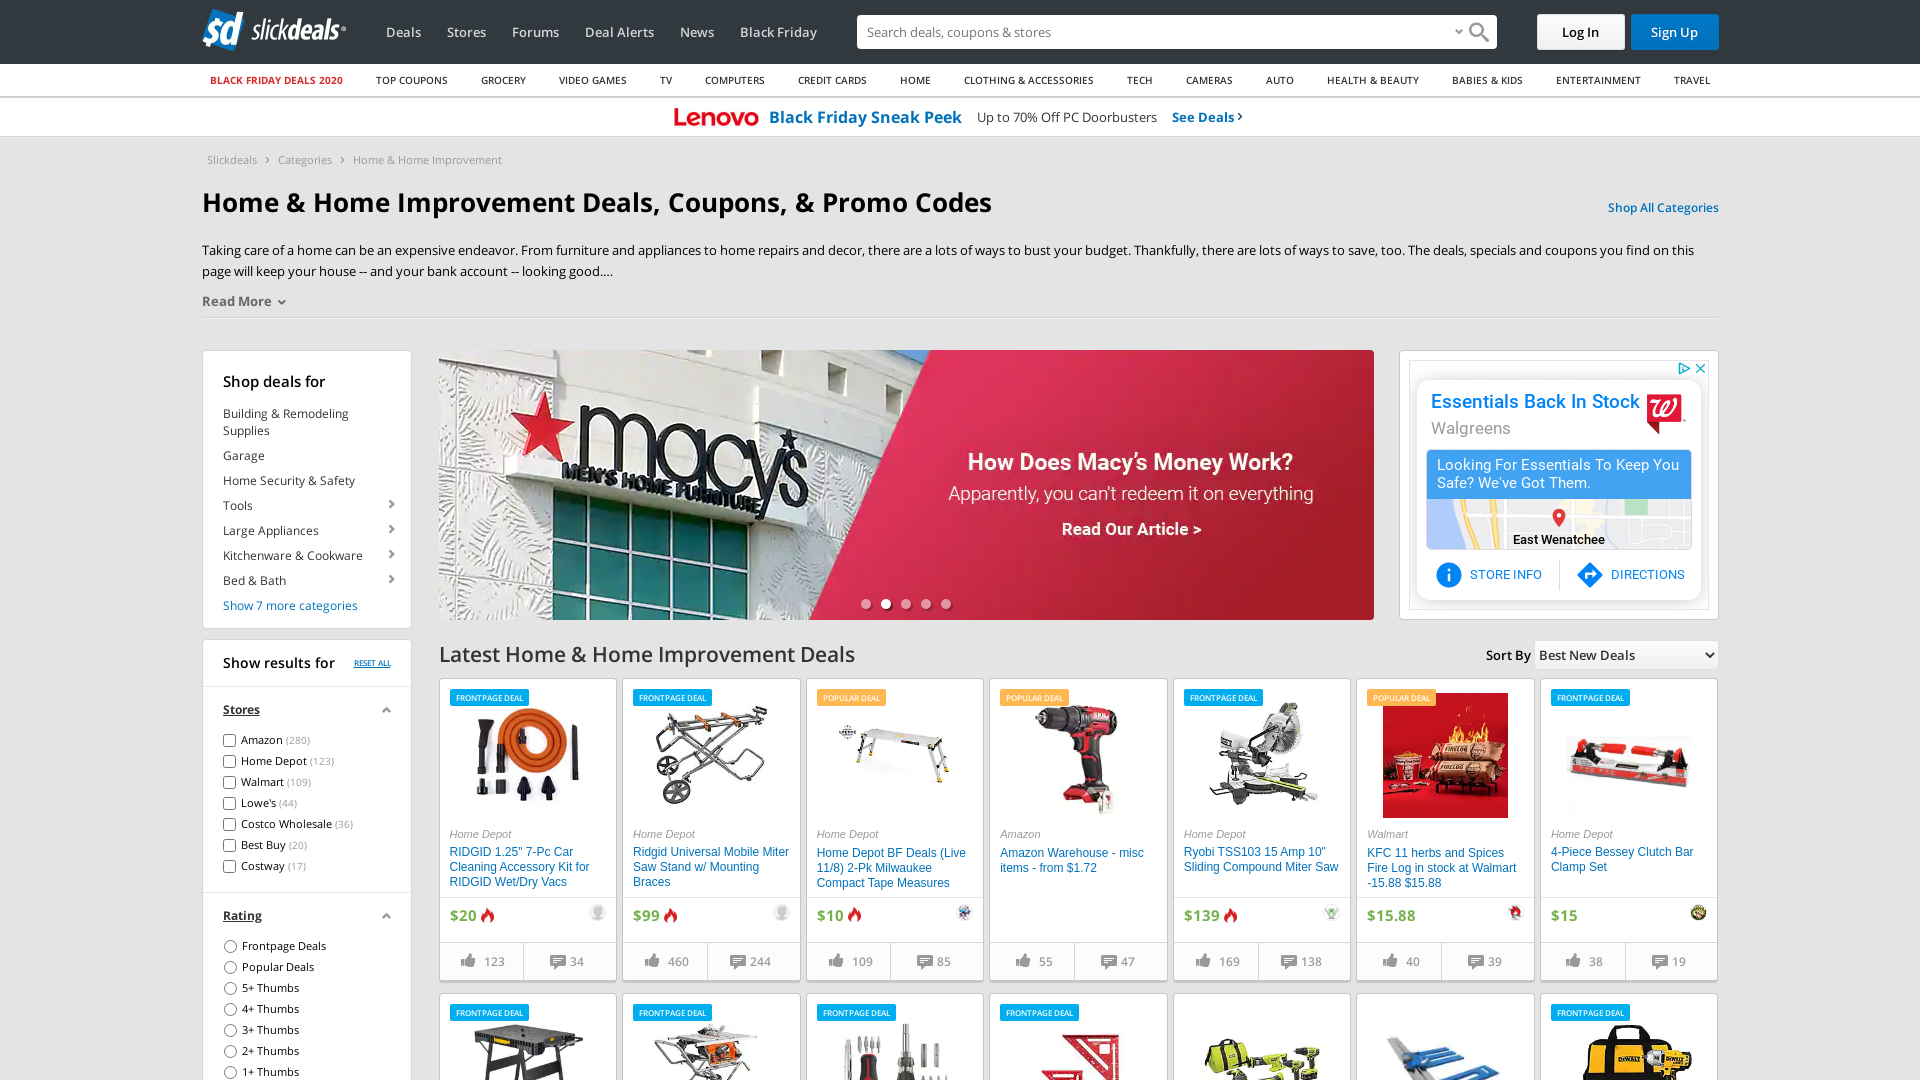 sd slickdeals
Deals Stores Forums Deal Alerts News Black Friday
Search deals, coupons & stores
Log In
Sign Up
BLACK FRIDAY DEALS 2020 TOP COUPONS GROCERY VIDEO GAMES TV COMPUTERS CREDIT CARDS HOME CLOTHING & ACCESSORIES TECH CAMERAS AUTO HEALTH & BEAUTY BABIES & KIDS ENTERTAINMENT TRAVEL
Lenovo Black Friday Sneak Peek Up to 70% Off PC Doorbusters See Deals
Slickdeals > Categories > Home & Home Improvement
Home & Home Improvement Deals, Coupons, & Promo Codes
Shop All Categories
Taking care of a home can be an expensive endeavor. From furniture and appliances to home repairs and decor, there are a lots of ways to bust your budget. Thankfully, there are lots of ways to save, too. The deals, specials and coupons you find on
this page will keep your house -- and your bank account -- looking good....
Read More
Shop deals for
Building & Remodeling
Supplies
Garage
Home Security & Safety
Tools
Large Appliances
Kitchenware & Cookware
Bed & Bath
Show 7 more categories
macy's
MEN'S HOME FURNITURE
How Does Macy's Money Work?
Apparently, you can't redeem it on everything
Read Our Article >
Essentials Back In Stock
Walgreens
Looking For Essentials To Keep You
Safe? We've Got Them.
East Wenatchee
STORE INFO
DIRECTIONS
Show results for
RESET ALL
Stores
Amazon (280)
Home Depot (123)
Walmart (109)
Lowe's (44)
Costco Wholesale (36)
Best Buy (20)
Costway (17)
Rating
Frontpage Deals
Popular Deals
5+ Thumbs
4+ Thumbs
3+ Thumbs
2+ Thumbs
1+ Thumbs
Latest Home & Home Improvement Deals
Sort By Best New Deals
FRONTPAGE DEAL
Home Depot
RIDGID 1.25" 7-Pc Car
Cleaning Accessory Kit for
RIDGID Wet/Dry Vacs
$20
123
34
FRONTPAGE DEAL
Home Depot
Ridgid Universal Mobile Miter
Saw Stand w/ Mounting
Braces
$99
460
244
POPULAR DEAL
Home Depot
Home Depot BF Deals (Live
11/8) 2-Pk Milwaukee
Compact Tape Measures
$10
109
85
POPULAR DEAL
Amazon
Amazon Warehouse - misc
items - from $1.72
55
47
FRONTPAGE DEAL
Home Depot
Ryobi TSS103 15 Amp 10"
Sliding Compound Miter Saw
$139
169
138
POPULAR DEAL
Walmart
KFC 11 herbs and Spices
Fire Log in stock at Walmart
-15.88 $15.88
$15.88
40
39
FRONTPAGE DEAL
Home Depot
4-Piece Bessey Clutch Bar
Clamp Set
$15
38
19
FRONTPAGE DEAL
FRONTPAGE DEAL
FRONTPAGE DEAL
FRONTPAGE DEAL
FRONTPAGE DEAL
DEWALT